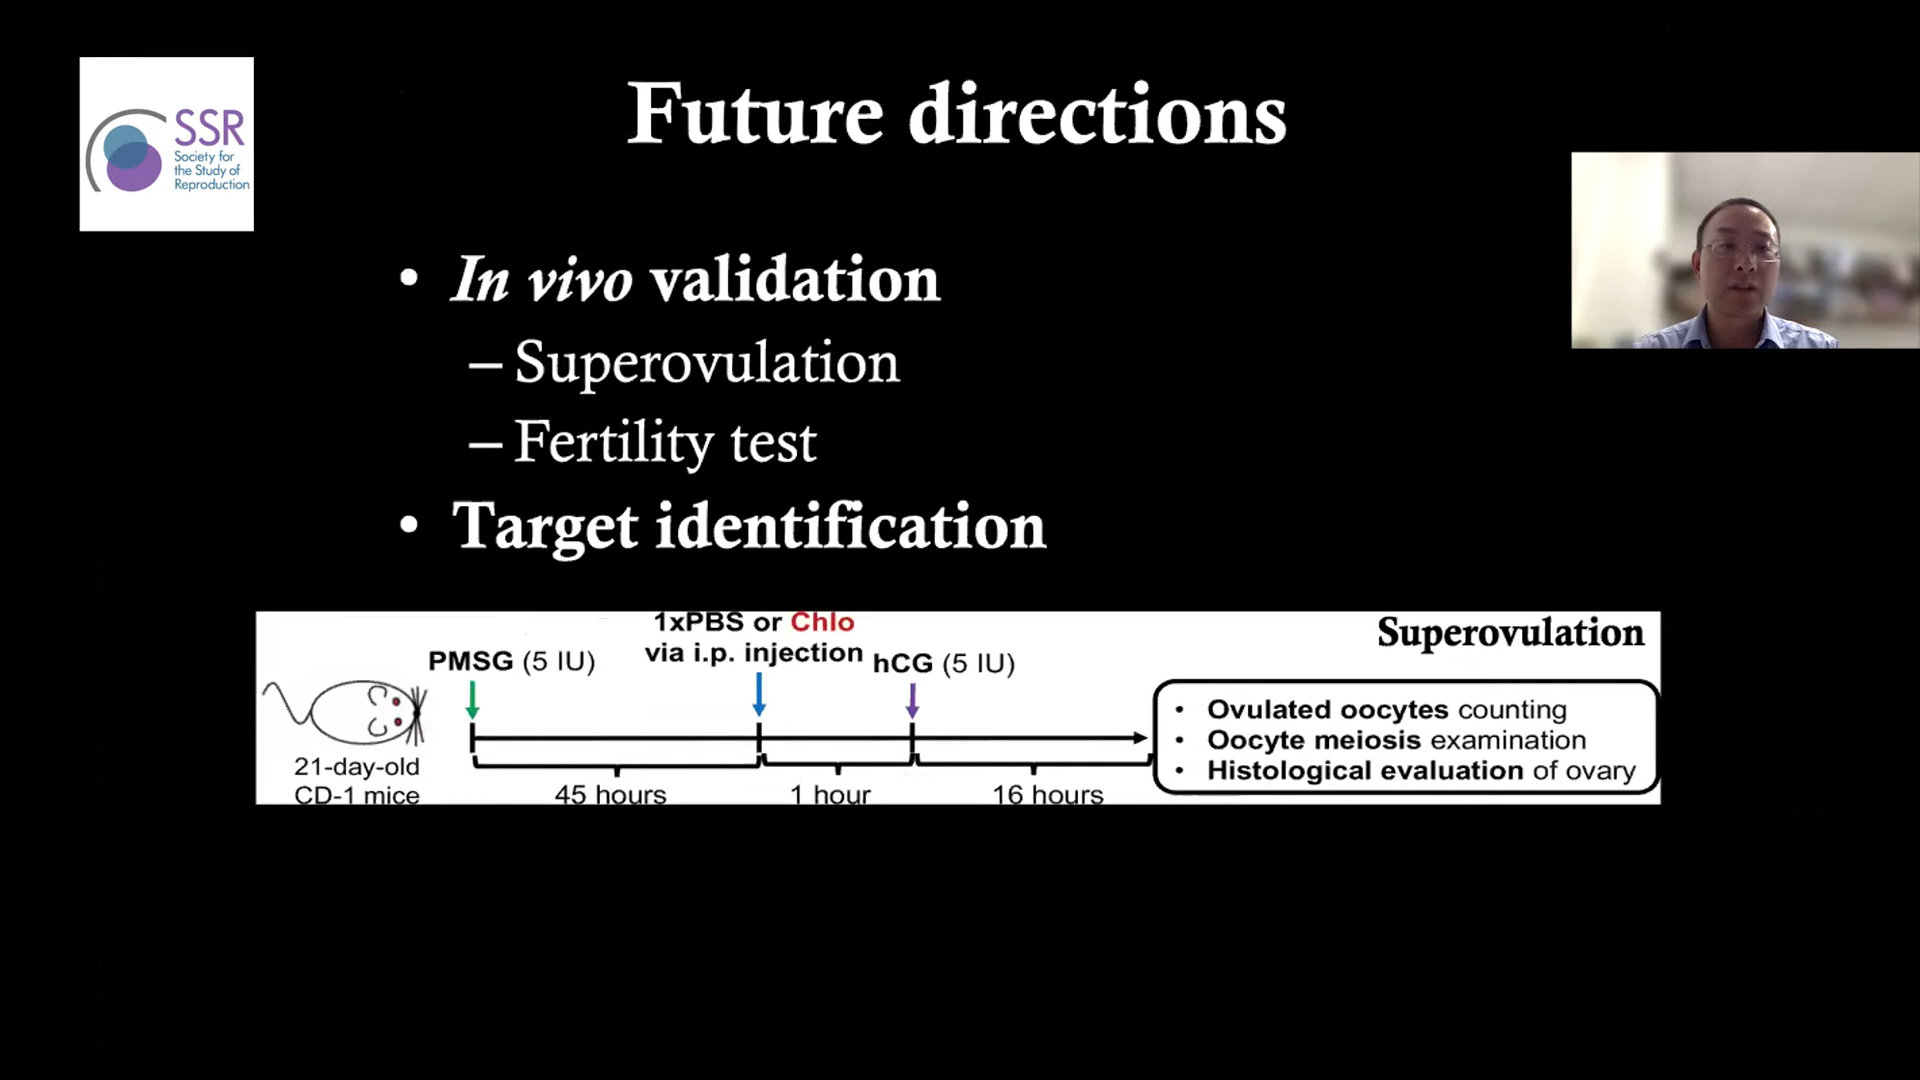 SSR
Society for
the Study of
Reproduction
Future directions
• In vivo validation
– Superovulation
– Fertility test
• Target identification
Superovulation
1xPBS or Chlo
via i.p. injection
PMSG (5 IU)
hCG (5 IU)
21-day-old
CD-1 mice
45 hours
1 hour
16 hours
• Ovulated oocytes counting
• Oocyte meiosis examination
• Histological evaluation of ovary